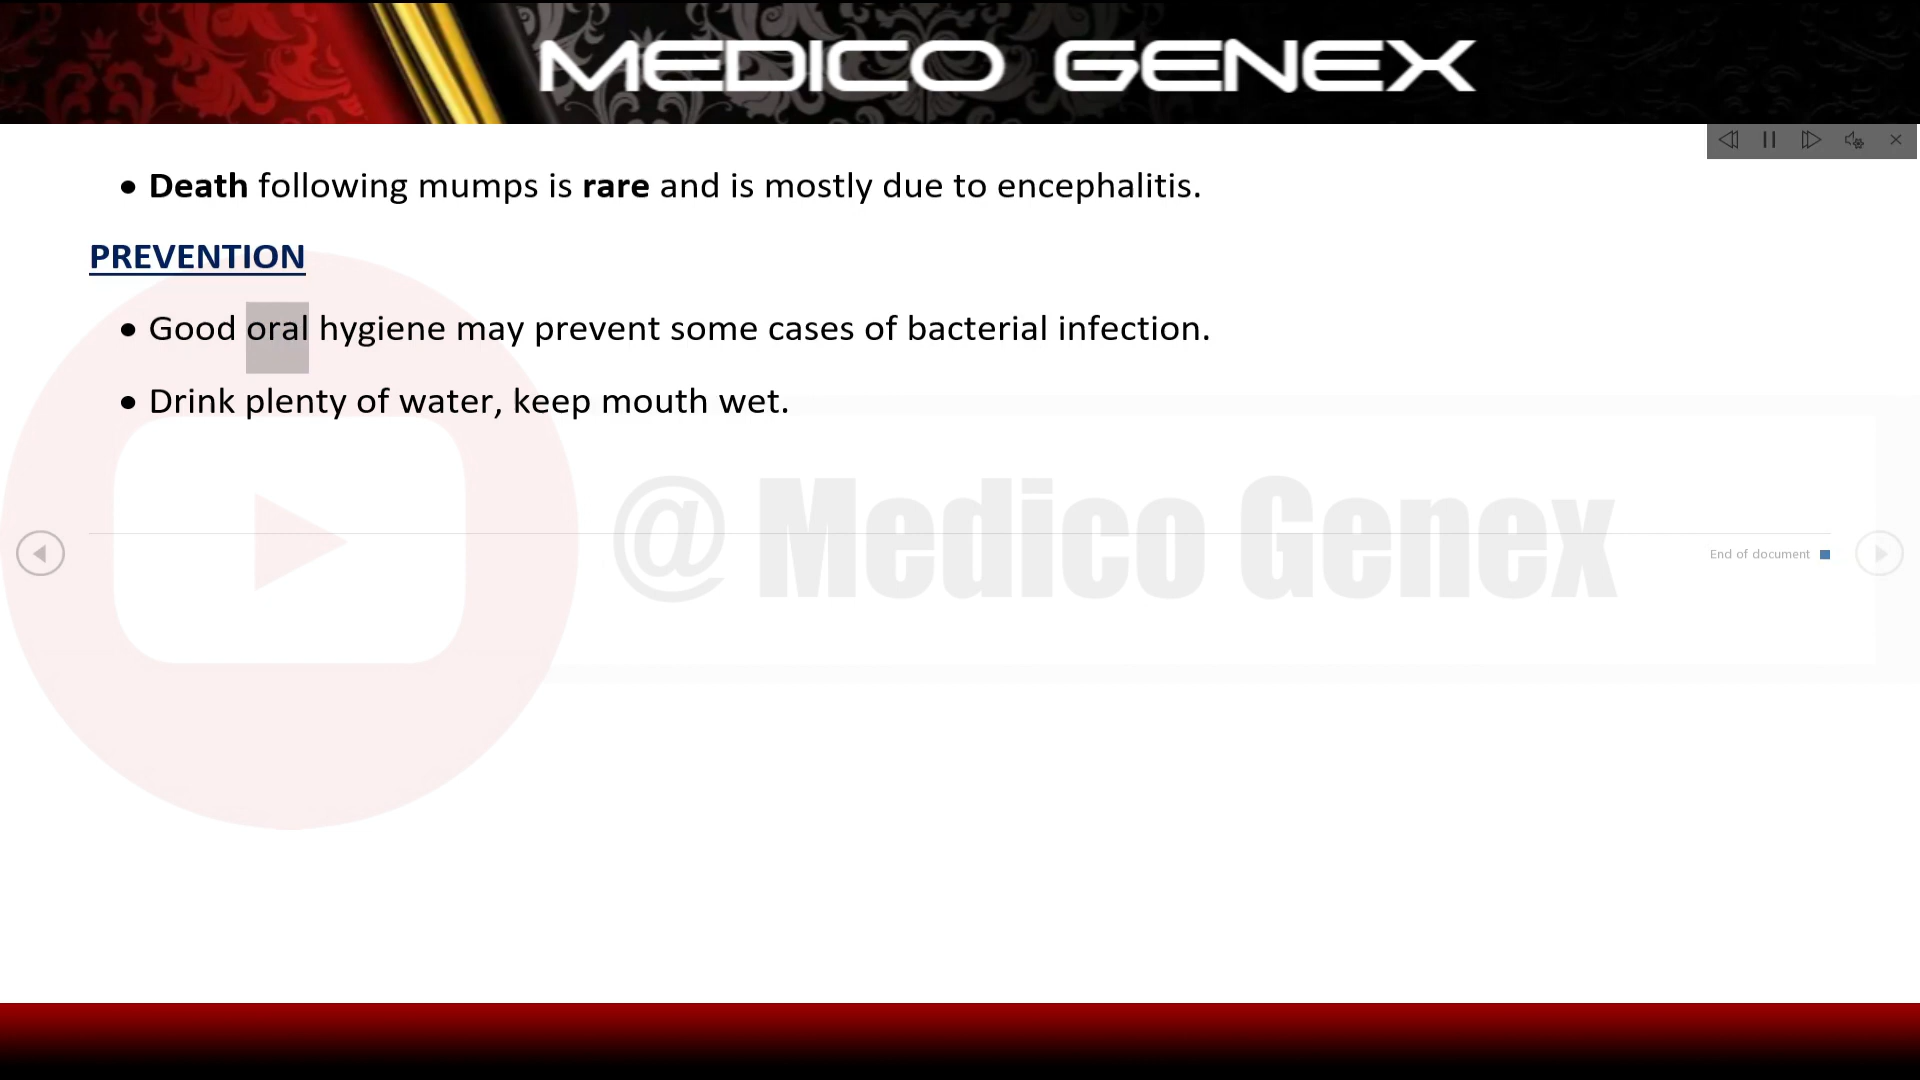 MEDICO GENEX
• Death following mumps is rare and is mostly due to encephalitis.
PREVENTION
• Good oral hygiene may prevent some cases of bacterial infection.
• Drink plenty of water, keep mouth wet.
@ Medico Genex
End of document